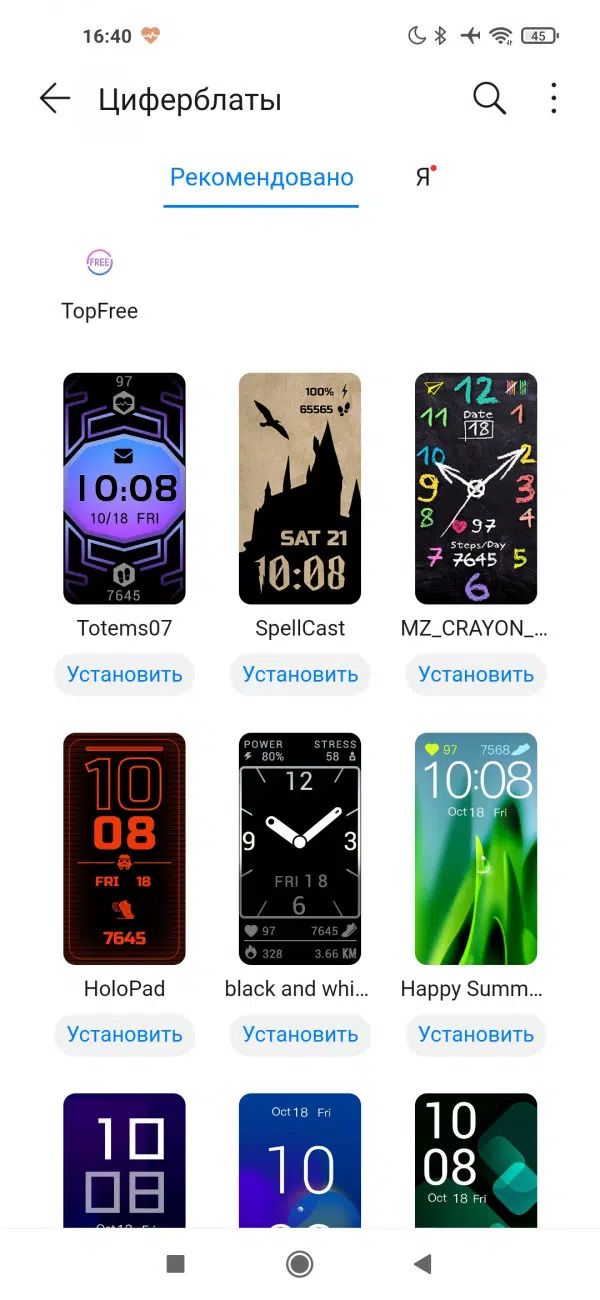 16:40
45
Циферблаты
Рекомендовано
Я
FREE
TopFree
97
10:08
10/18 FRI
7645
100%
65565
SAT 21
10:08
12
11
Date
1
18
10
2
9
3
8
97
4
Steps/Day
7
7645
5
6
Totems07
SpellCast
MZ_CRAYON_...
Установить
Установить
Установить
10
08
FRI 18
7645
POWER
STRESS
80%
58
12
9
3
FRI 18
6
97
7645
328
3.66 KM
97
7568
10:08
Oct 18 Fri
HoloPad
black and whi...
Happy Summ...
Установить
Установить
Установить
10
08
Oct 18 Fri
10
10
08
Oct 18 Fri